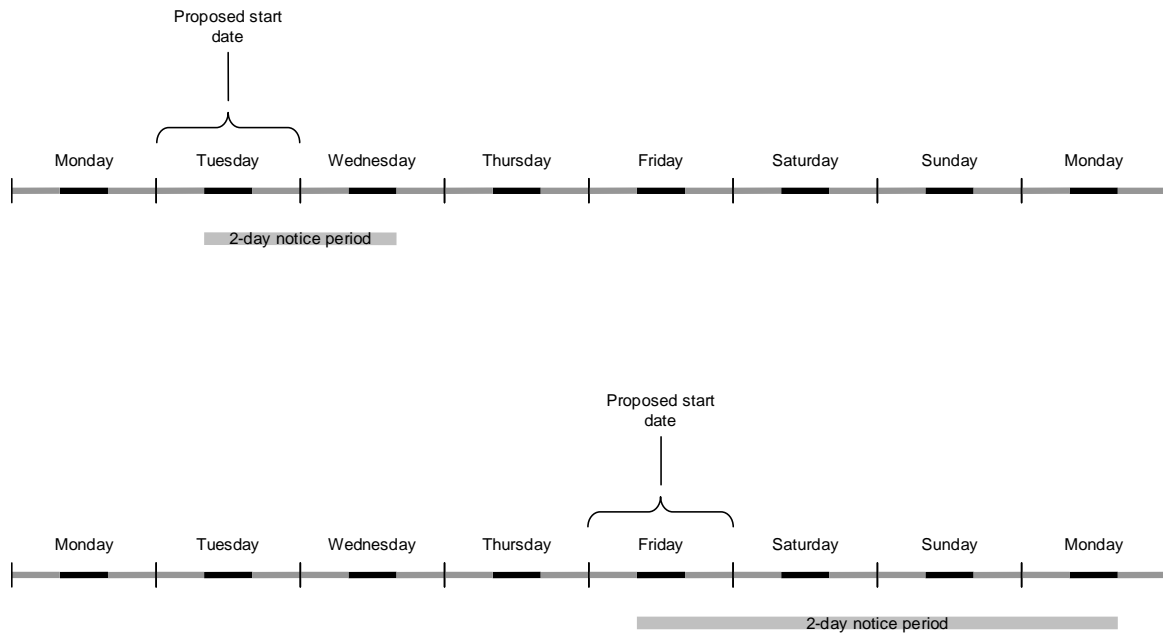 Proposed start
date
Monday Tuesday Wednesday Thursday Friday Saturday Sunday Monday
2-day notice period
Proposed start
date
Monday Tuesday Wednesday Thursday Friday Saturday Sunday Monday
2-day notice period